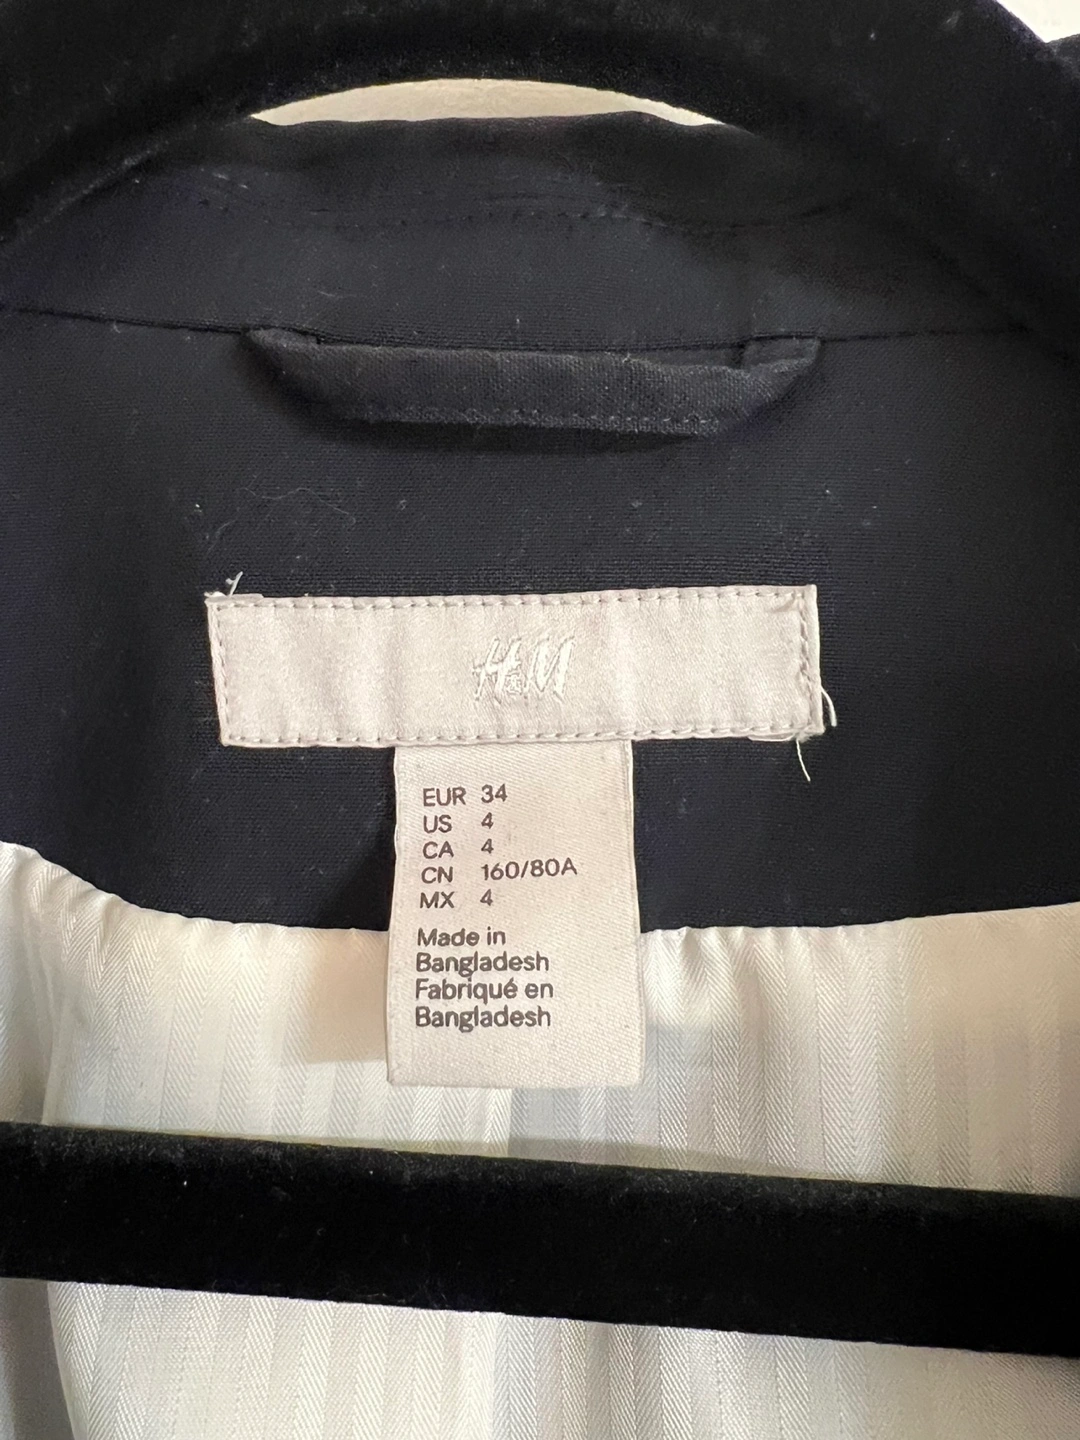 H&M
EUR 34
US 4
CA 4
CN 160/80A
MX 4
Made in
Bangladesh
Fabriqué en
Bangladesh